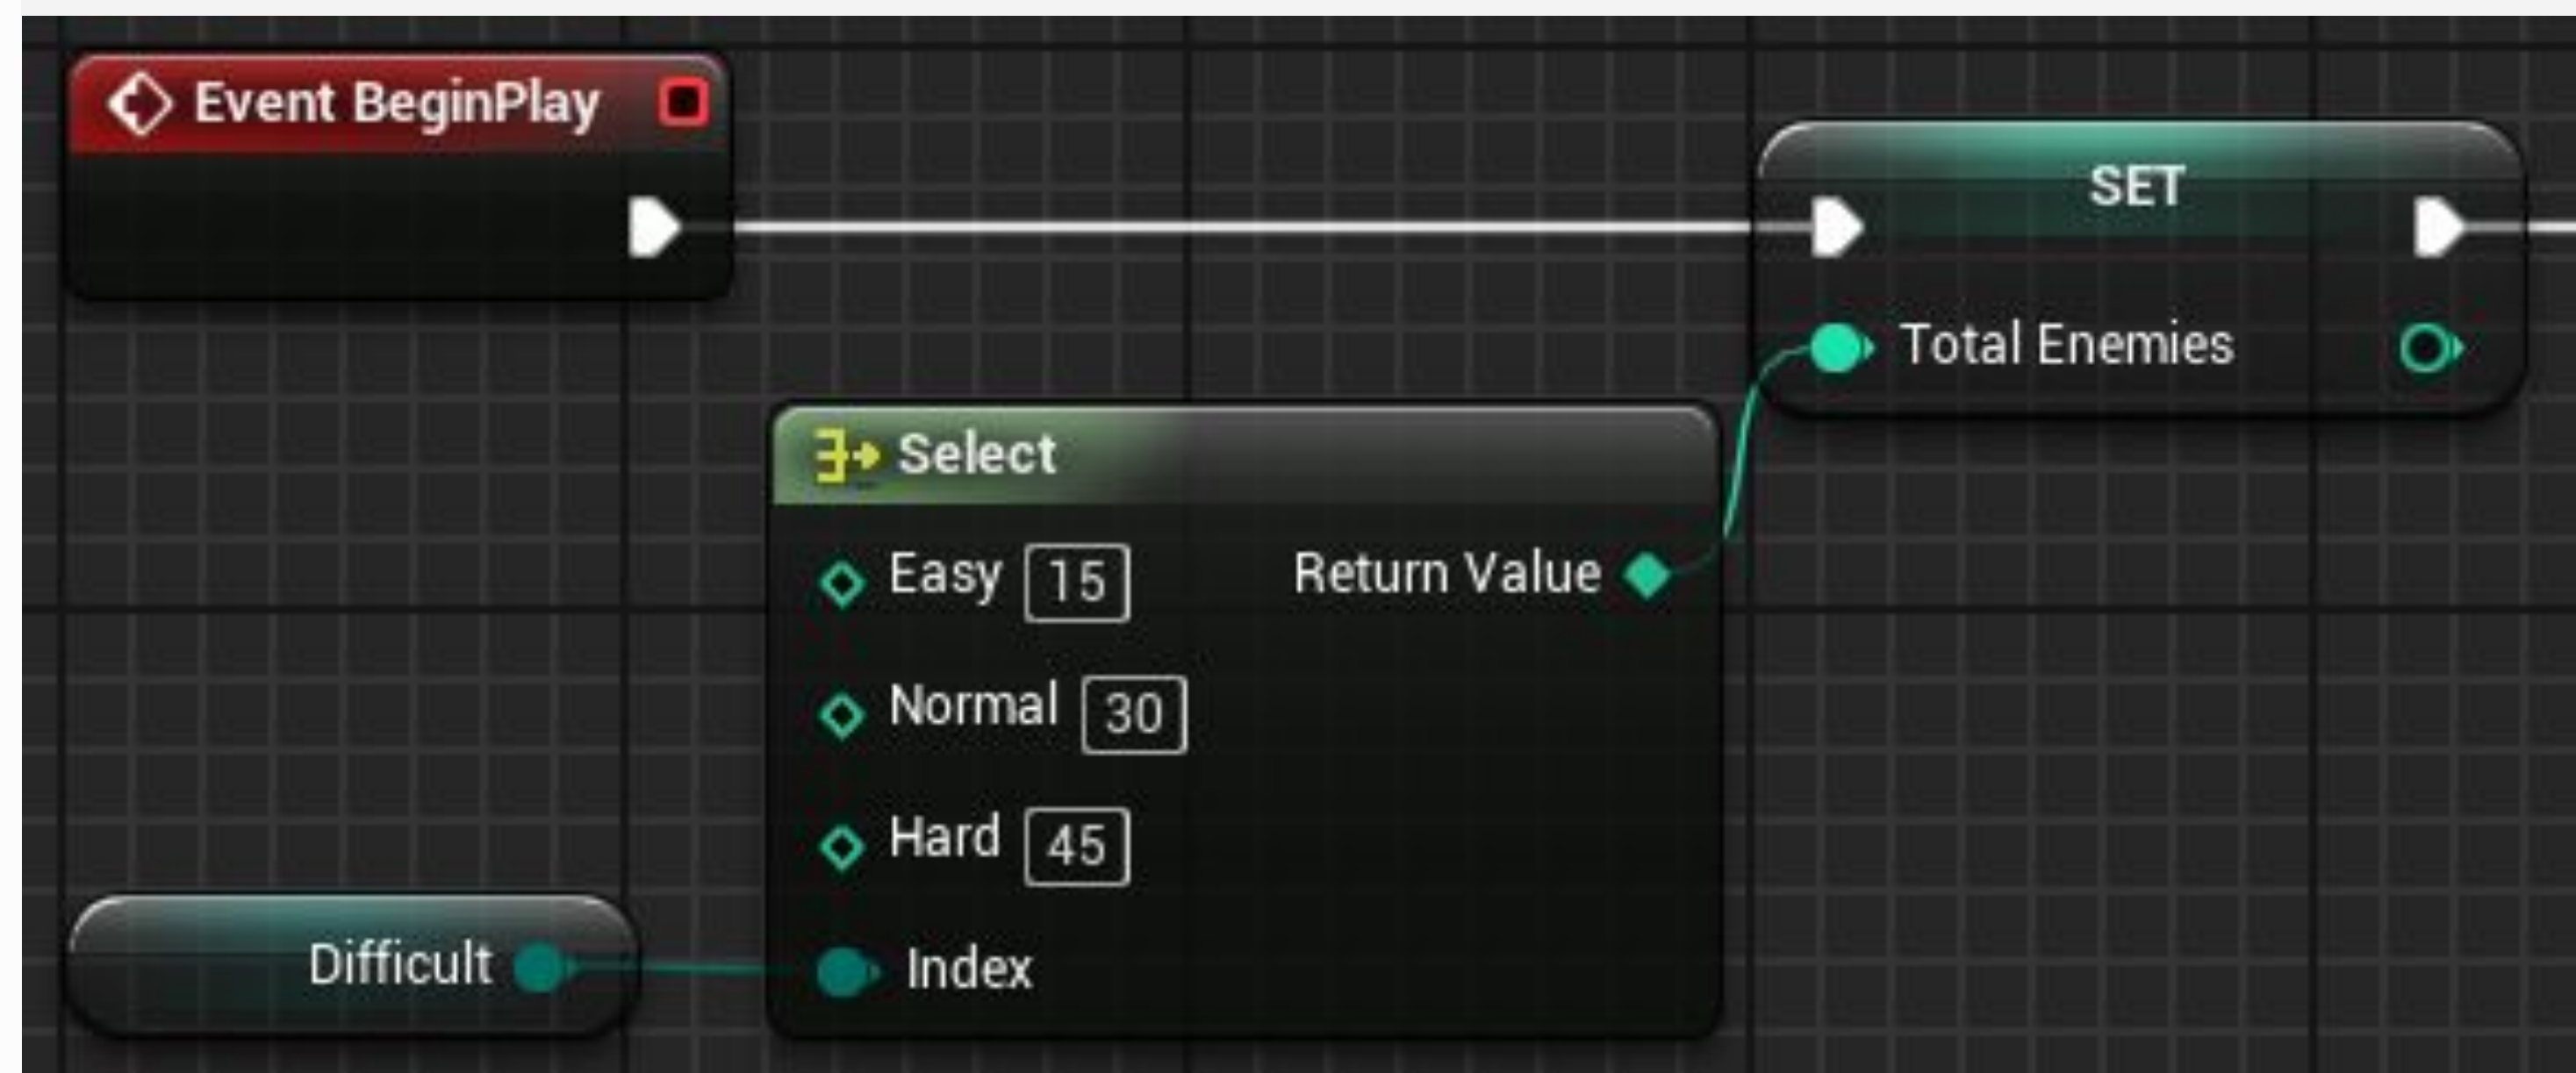 Event BeginPlay
SET
Total Enemies
Select
Easy 15
Return Value
Normal 30
Hard 45
Difficult
Index